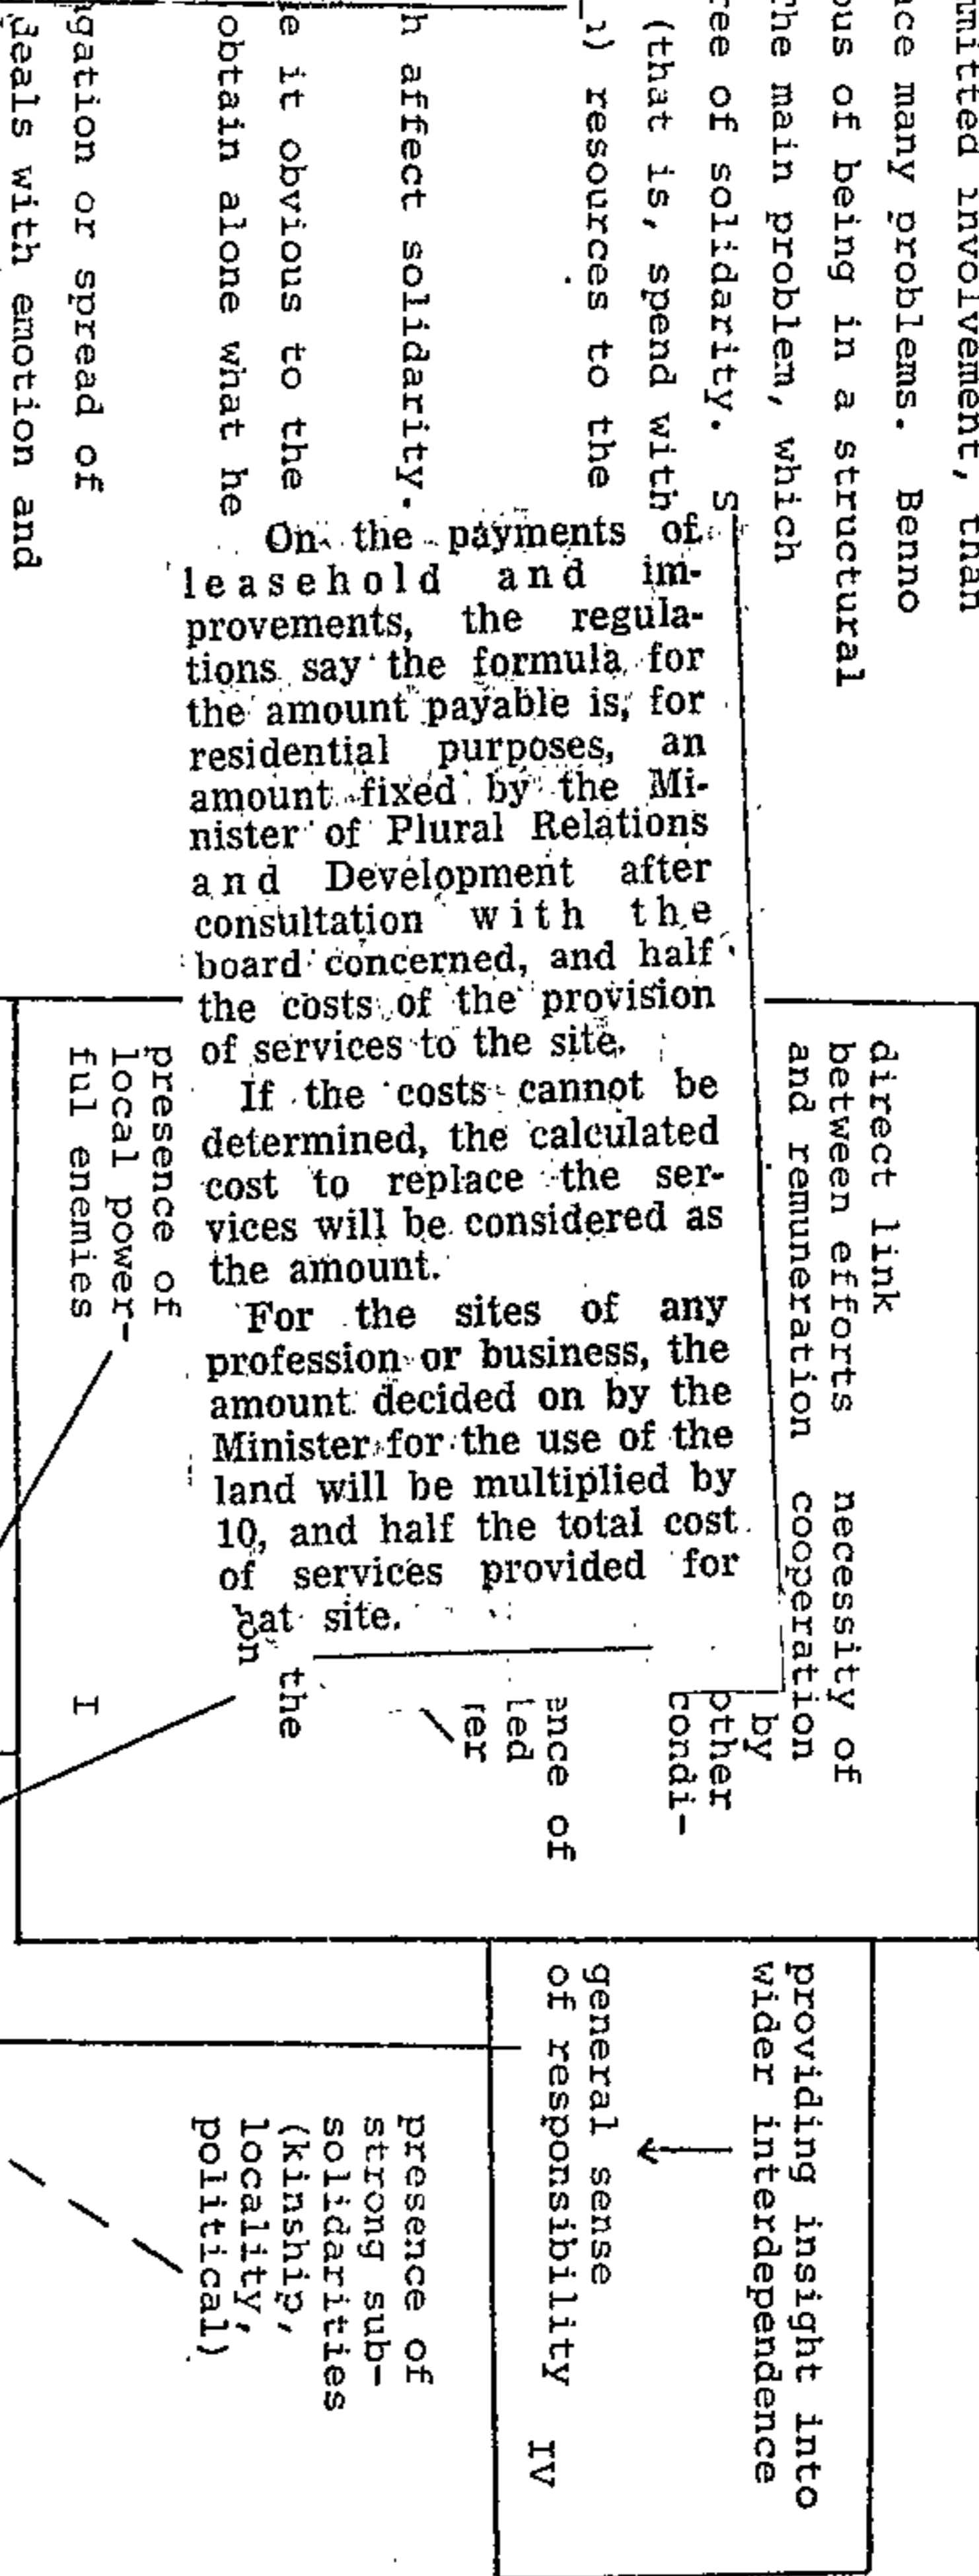 mitted involvement, than
many problems. Benno
of being in a structural
the main problem, which
of solidarity. S
(that is, spend with
resources to the
affect solidarity.
it obvious to the
obtain alone what he
or spread of
deals with emotion and
On the payments of
leasehold and im-
provements, the regula-
tions say the formula for
the amount payable is, for
residential purposes, an
amount fixed by the Mi-
nister of Plural Relations
and Development after
consultation with the
board concerned, and half
the costs of the provision
of services to the site.
If the costs cannot be
determined, the calculated
cost to replace the ser-
vices will be considered as
the amount.
For the sites of any
profession or business, the
amount decided on by the
Minister for the use of the
land will be multiplied by
10, and half the total cost
of services provided for
hat site.
direct link
between efforts necessity of
and remuneration cooperation
by
other
condi-
ence of
led
on the
presence of
local power-
ful enemies
I
providing insight into
wider interdependence
general sense
of responsibility IV
presence of
strong sub-
solidarities
(kinship,
locality,
political)